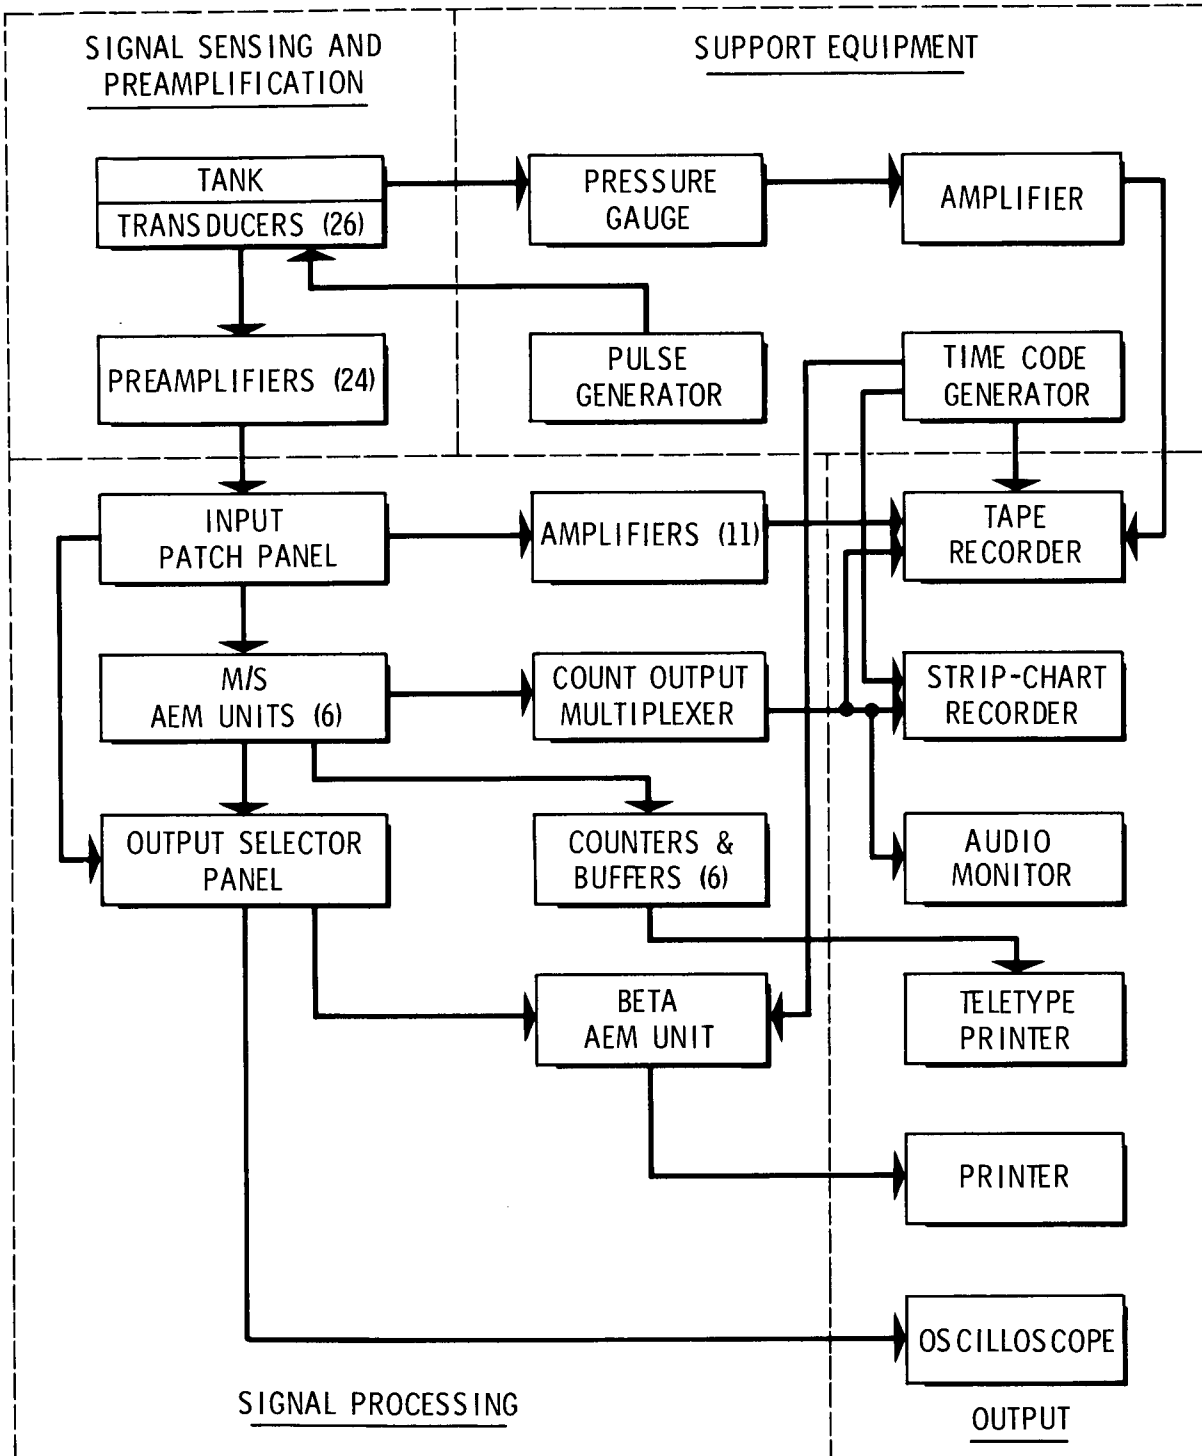 SIGNAL SENSING AND
PREAMPLIFICATION
SUPPORT EQUIPMENT
TANK
TRANSDUCERS (26)
PRESSURE
GAUGE
AMPLIFIER
PREAMPLIFIERS (24)
PULSE
GENERATOR
TIME CODE
GENERATOR
INPUT
PATCH PANEL
AMPLIFIERS (11)
TAPE
RECORDER
M/S
AEM UNITS (6)
COUNT OUTPUT
MULTIPLEXER
STRIP-CHART
RECORDER
OUTPUT SELECTOR
PANEL
COUNTERS &
BUFFERS (6)
AUDIO
MONITOR
BETA
AEM UNIT
TELETYPE
PRINTER
PRINTER
OSCILLOSCOPE
SIGNAL PROCESSING
OUTPUT